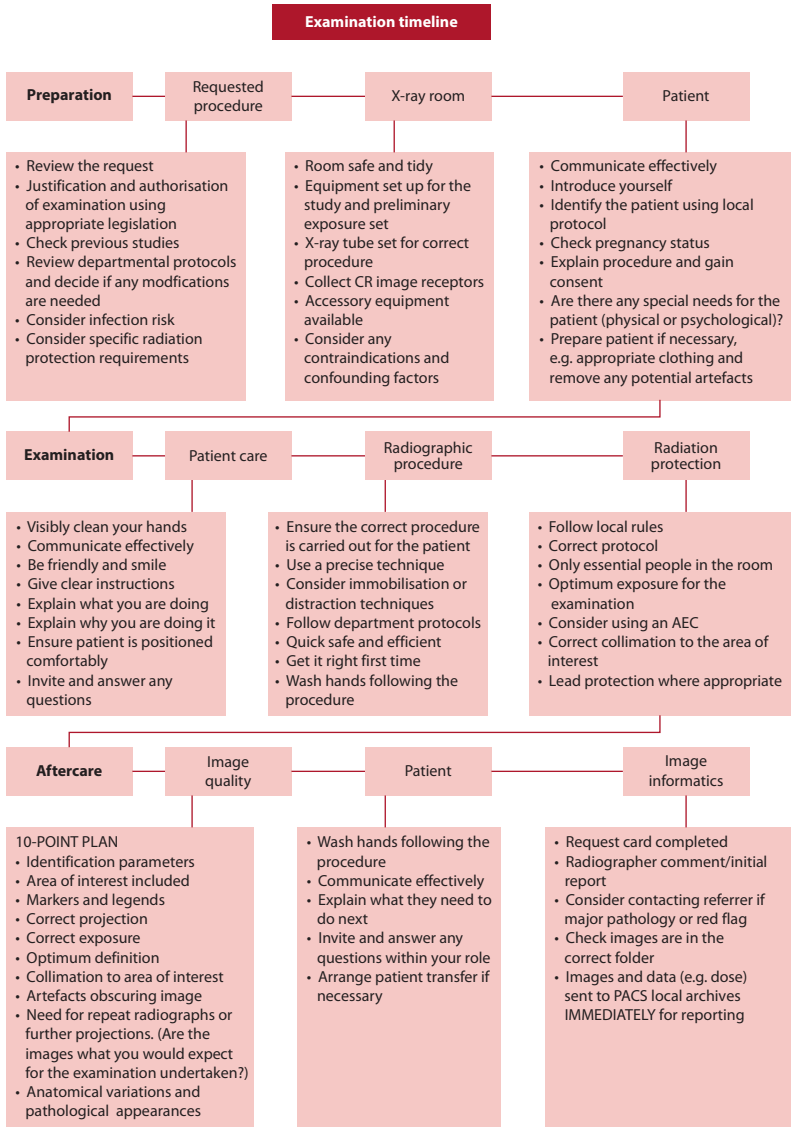 Examination timeline
Preparation
Requested
procedure
X-ray room
Patient
• Review the request
• Justification and authorisation
of examination using
appropriate legislation
• Check previous studies
• Review departmental protocols
and decide if any modfications
are needed
• Consider infection risk
• Consider specific radiation
protection requirements
• Room safe and tidy
• Equipment set up for the
study and preliminary
exposure set
• X-ray tube set for correct
procedure
• Collect CR image receptors
• Accessory equipment
available
• Consider any
contraindications and
confounding factors
• Communicate effectively
• Introduce yourself
• Identify the patient using local
protocol
• Check pregnancy status
• Explain procedure and gain
consent
• Are there any special needs for the
patient (physical or psychological)?
• Prepare patient if necessary,
e.g. appropriate clothing and
remove any potential artefacts
Examination
Patient care
Radiographic
procedure
Radiation
protection
• Visibly clean your hands
• Communicate effectively
• Be friendly and smile
• Give clear instructions
• Explain what you are doing
• Explain why you are doing it
• Ensure patient is positioned
comfortably
• Invite and answer any
questions
• Ensure the correct procedure
is carried out for the patient
• Use a precise technique
• Consider immobilisation or
distraction techniques
• Follow department protocols
• Quick safe and efficient
• Get it right first time
• Wash hands following the
procedure
• Follow local rules
• Correct protocol
• Only essential people in the room
• Optimum exposure for the
examination
• Consider using an AEC
• Correct collimation to the area of
interest
• Lead protection where appropriate
Aftercare
Image
quality
Patient
Image
informatics
10-POINT PLAN
• Identification parameters
• Area of interest included
• Markers and legends
• Correct projection
• Correct exposure
• Optimum definition
• Collimation to area of interest
• Artefacts obscuring image
• Need for repeat radiographs or
further projections. (Are the
images what you would expect
for the examination undertaken?)
• Anatomical variations and
pathological appearances
• Wash hands following the
procedure
• Communicate effectively
• Explain what they need to
do next
• Invite and answer any
questions within your role
• Arrange patient transfer if
necessary
• Request card completed
• Radiographer comment/initial
report
• Consider contacting referrer if
major pathology or red flag
• Check images are in the
correct folder
• Images and data (e.g. dose)
sent to PACS local archives
IMMEDIATELY for reporting